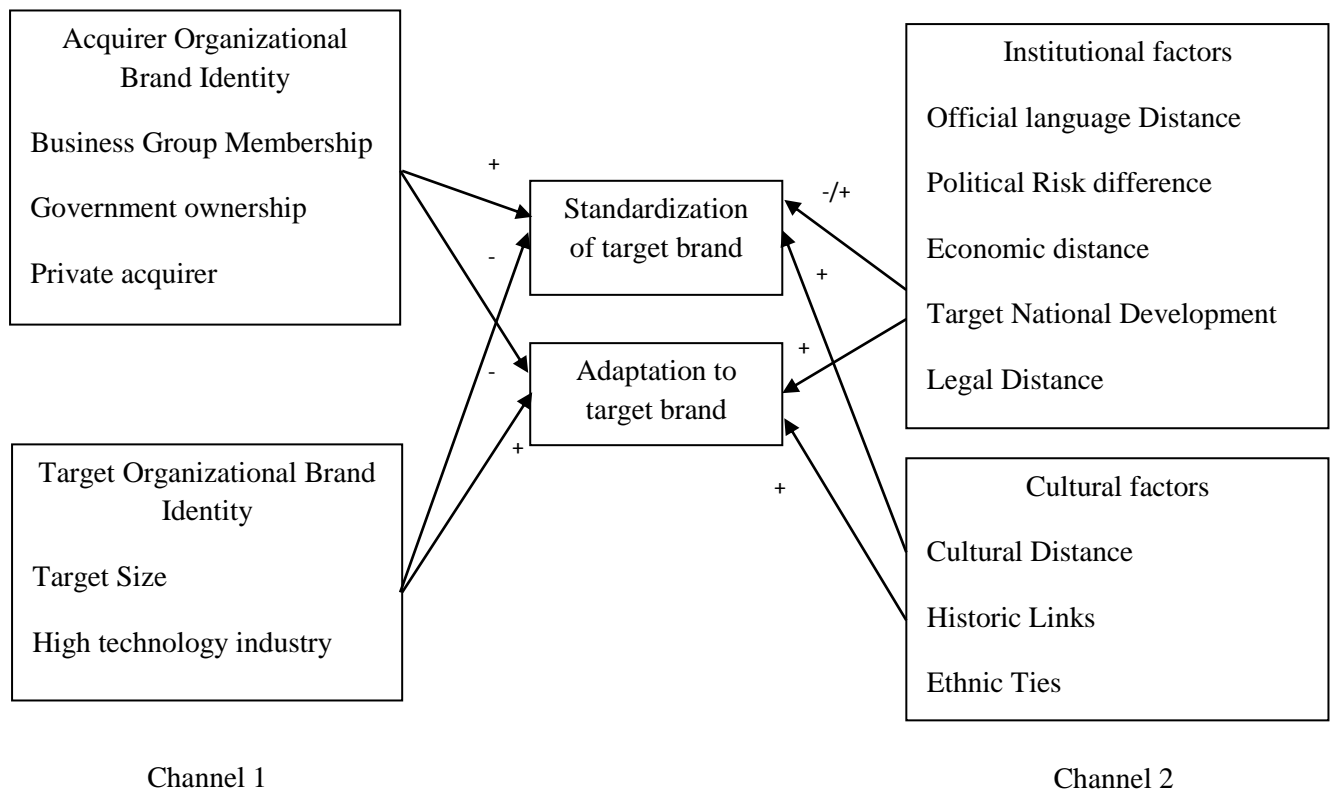 Acquirer Organizational
Brand Identity
Business Group Membership
Government ownership
Private acquirer
Target Organizational Brand
Identity
Target Size
High technology industry
Channel 1
+
-
-
+
Standardization
of target brand
Adaptation to
target brand
-/+
+
+
+
Institutional factors
Official language Distance
Political Risk difference
Economic distance
Target National Development
Legal Distance
Cultural factors
Cultural Distance
Historic Links
Ethnic Ties
Channel 2